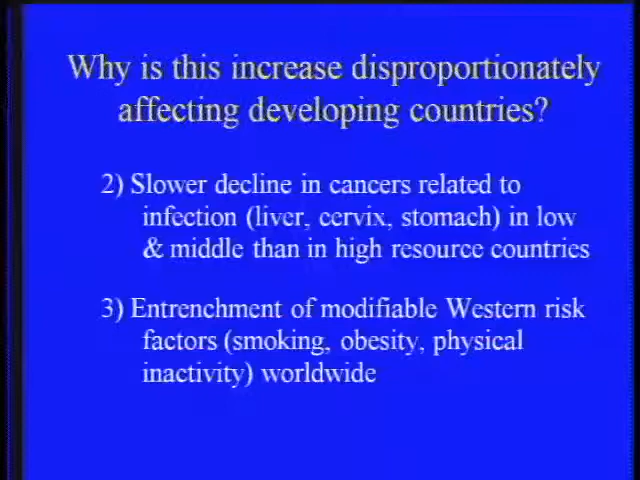 Why is this increase disproportionately
affecting developing countries?
2) Slower decline in cancers related to
infection (liver, cervix, stomach) in low
& middle than in high resource countries
3) Entrenchment of modifiable Western risk
factors (smoking, obesity, physical
inactivity) worldwide